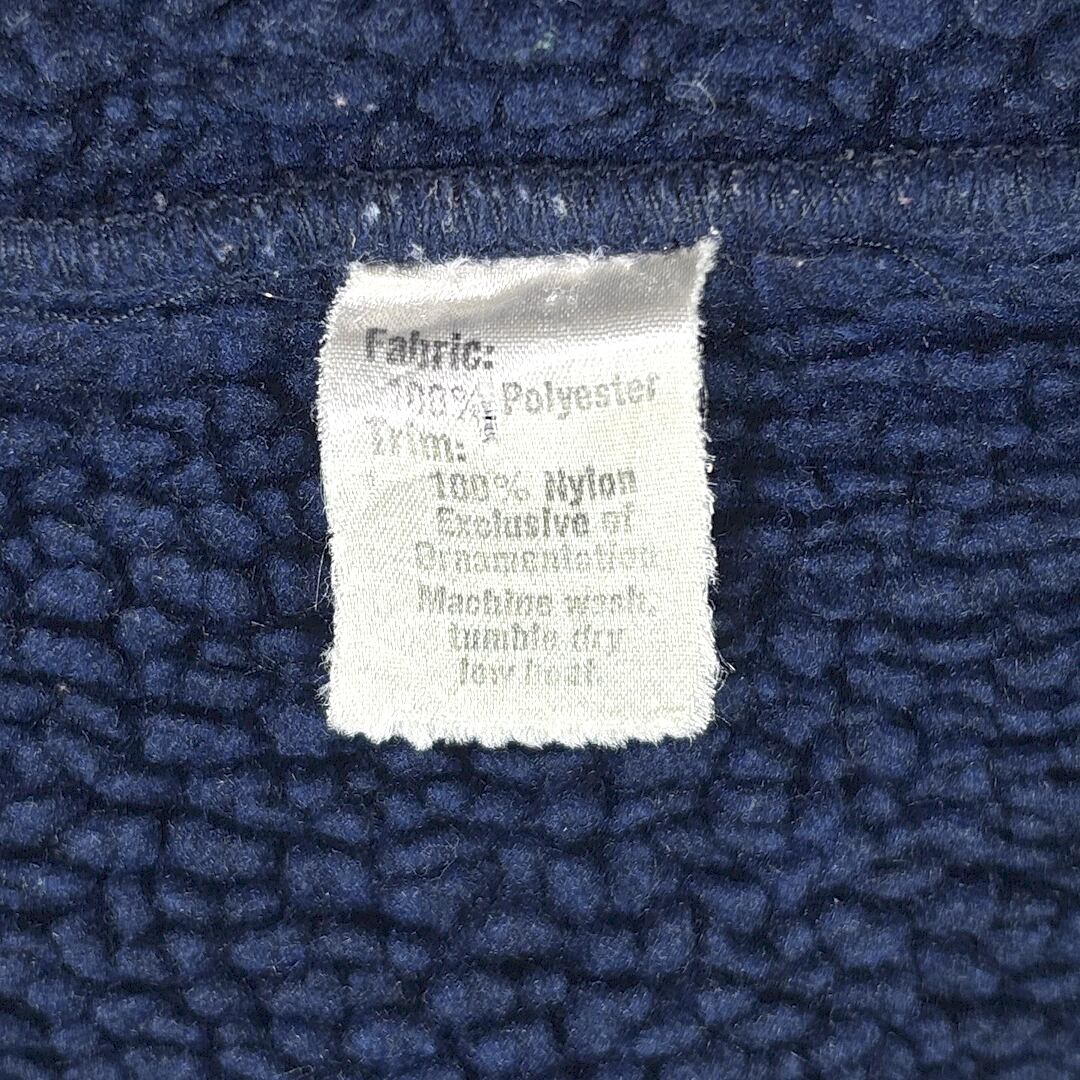 Fabric:
100% Polyester
Trim:
100% Nylon
Exclusive of
Ornamentation
Machine wash,
tumble dry
low heat.